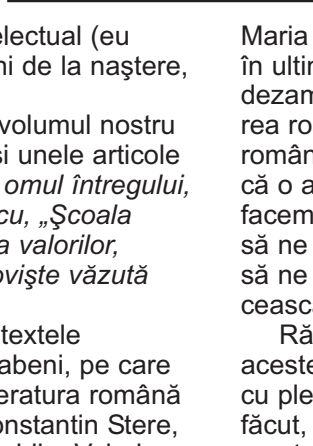 electual (eu
ni de la naştere,
volumul nostru
şi unele articole
omul întregului,
cu, „Şcoala
a valorilor,
ovişte văzută
textele
abeni, pe care
eratura română
onstantin Stere,
Maria
în ultim
dezam
rea ro
român
că o a
facem
să ne
să ne
ceasc
Ră
aceste
cu ple
făcut,